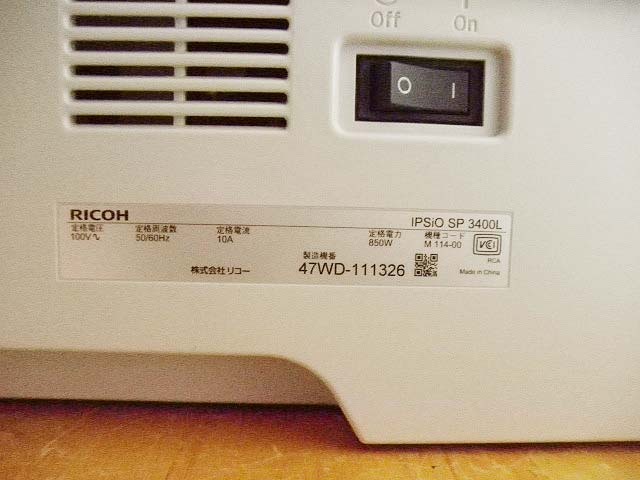 Off On
O I
RICOH IPSiO SP 3400L
定格電圧 定格周波数 定格電流 定格電力 機種コード
100V∿ 50/60Hz 10A 850W M 114-00
VCI
RCA
製造機番
株式会社リコー 47WD-111326 Made in China